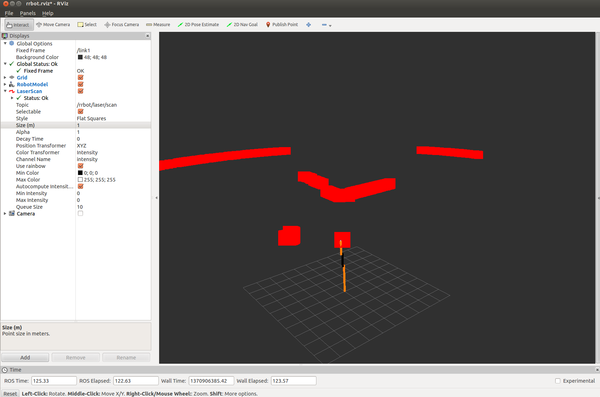 rrbot.rviz* - RViz
File Panels Help
Interact Move Camera Select Focus Camera Measure 2D Pose Estimate 2D Nav Goal Publish Point
Displays
Global Options
Fixed Frame /link1
Background Color 48; 48; 48
Global Status: Ok
Fixed Frame OK
Grid
RobotModel
LaserScan
Status: Ok
Topic /rrbot/laser/scan
Selectable
Style Flat Squares
Size (m) 1
Alpha 1
Decay Time 0
Position Transformer XYZ
Color Transformer Intensity
Channel Name intensity
Use rainbow
Min Color 0; 0; 0
Max Color 255; 255; 255
Autocompute Intensit...
Min Intensity 0
Max Intensity 0
Queue Size 10
Camera
Size (m)
Point size in meters.
Add Remove Rename
Time
ROS Time: 125.33 ROS Elapsed: 122.63 Wall Time: 1370906385.42 Wall Elapsed: 123.57 Experimental
Reset Left-Click: Rotate. Middle-Click: Move X/Y. Right-Click/Mouse Wheel: Zoom. Shift: More options.